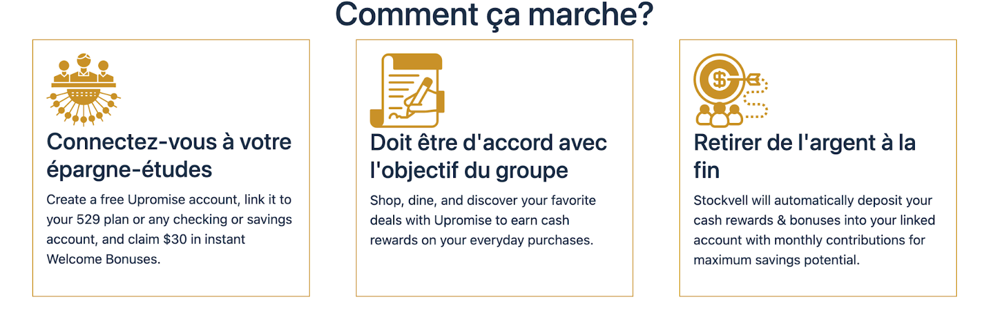 Comment ça marche?
Connectez-vous à votre
épargne-études
Create a free Upromise account, link it to
your 529 plan or any checking or savings
account, and claim $30 in instant
Welcome Bonuses.
Doit être d'accord avec
l'objectif du groupe
Shop, dine, and discover your favorite
deals with Upromise to earn cash
rewards on your everyday purchases.
$
Retirer de l'argent à la
fin
Stockvell will automatically deposit your
cash rewards & bonuses into your linked
account with monthly contributions for
maximum savings potential.